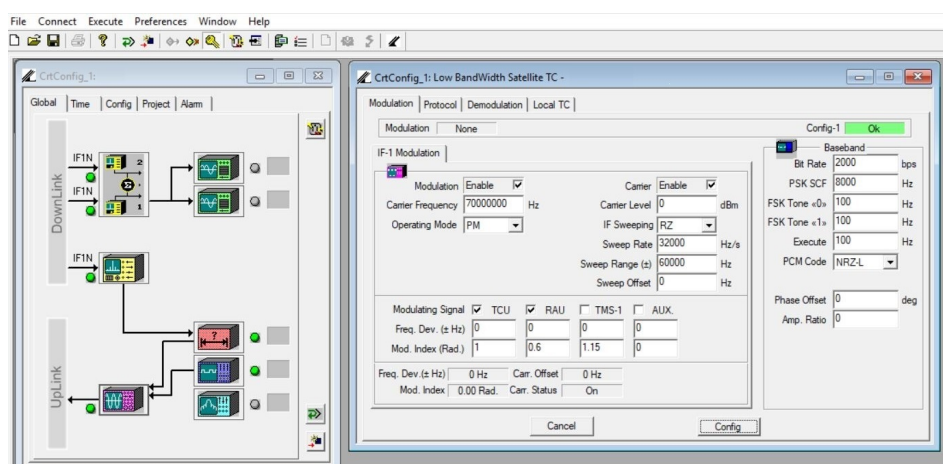 File Connect Execute Preferences Window Help
CrtConfig_1:
Global Time Config Project Alarm
DownLink
IF1N
2
IF1N
1
IF1N
?
UpLink
CrtConfig_1: Low BandWidth Satellite TC -
Modulation Protocol Demodulation Local TC
Modulation None Config-1 Ok
IF-1 Modulation
Modulation Enable Carrier Enable
Carrier Frequency 70000000 Hz Carrier Level 0 dBm
Operating Mode PM IF Sweeping RZ
Sweep Rate 32000 Hz/s
Sweep Range (±) 60000 Hz
Sweep Offset 0 Hz
Modulating Signal TCU RAU TMS-1 AUX.
Freq. Dev. (± Hz) 0 0 0 0
Mod. Index (Rad.) 1 0.6 1.15 0
Freq. Dev.(± Hz) 0 Hz Carr. Offset 0 Hz
Mod. Index 0.00 Rad. Carr. Status On
Baseband
Bit Rate 2000 bps
PSK SCF 8000 Hz
FSK Tone «0» 100 Hz
FSK Tone «1» 100 Hz
Execute 100 Hz
PCM Code NRZ-L
Phase Offset 0 deg
Amp. Ratio 0
Cancel Config